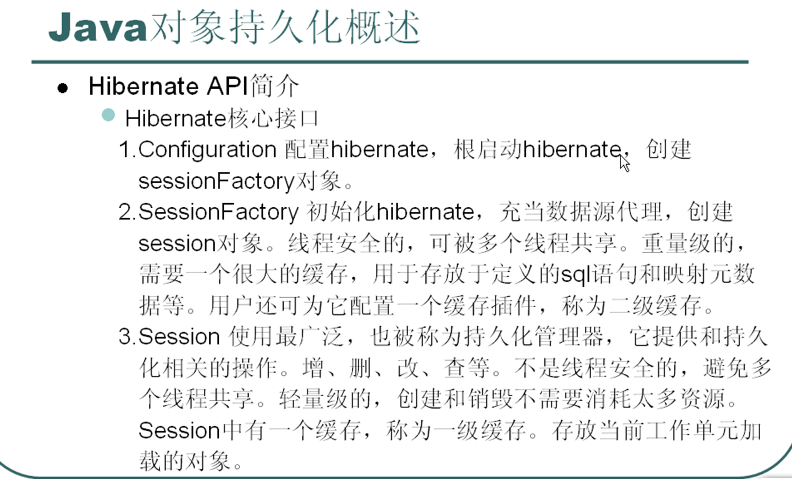 Java对象持久化概述
Hibernate API简介
Hibernate核心接口
1.Configuration 配置hibernate，根启动hibernate，创建
sessionFactory对象。
2.SessionFactory 初始化hibernate，充当数据源代理，创建
session对象。线程安全的，可被多个线程共享。重量级的，
需要一个很大的缓存，用于存放于定义的sql语句和映射元数
据等。用户还可为它配置一个缓存插件，称为二级缓存。
3.Session 使用最广泛，也被称为持久化管理器，它提供和持久
化相关的操作。增、删、改、查等。不是线程安全的，避免多
个线程共享。轻量级的，创建和销毁不需要消耗太多资源。
Session中有一个缓存，称为一级缓存。存放当前工作单元加
载的对象。